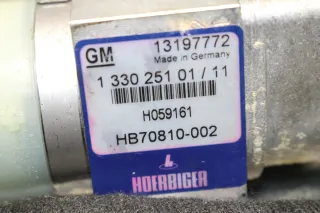 GM 13197772
Made in Germany
1 330 251 01 / 11
H059161
HB70810-002
HOERBIGER